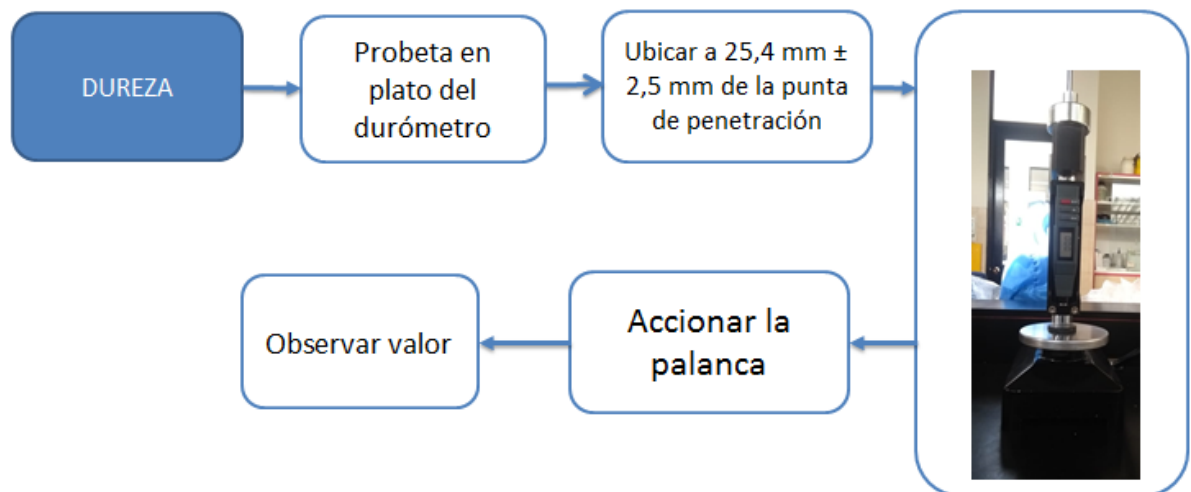 DUREZA
Probeta en
plato del
durómetro
Ubicar a 25,4 mm ±
2,5 mm de la punta
de penetración
Accionar la
palanca
Observar valor